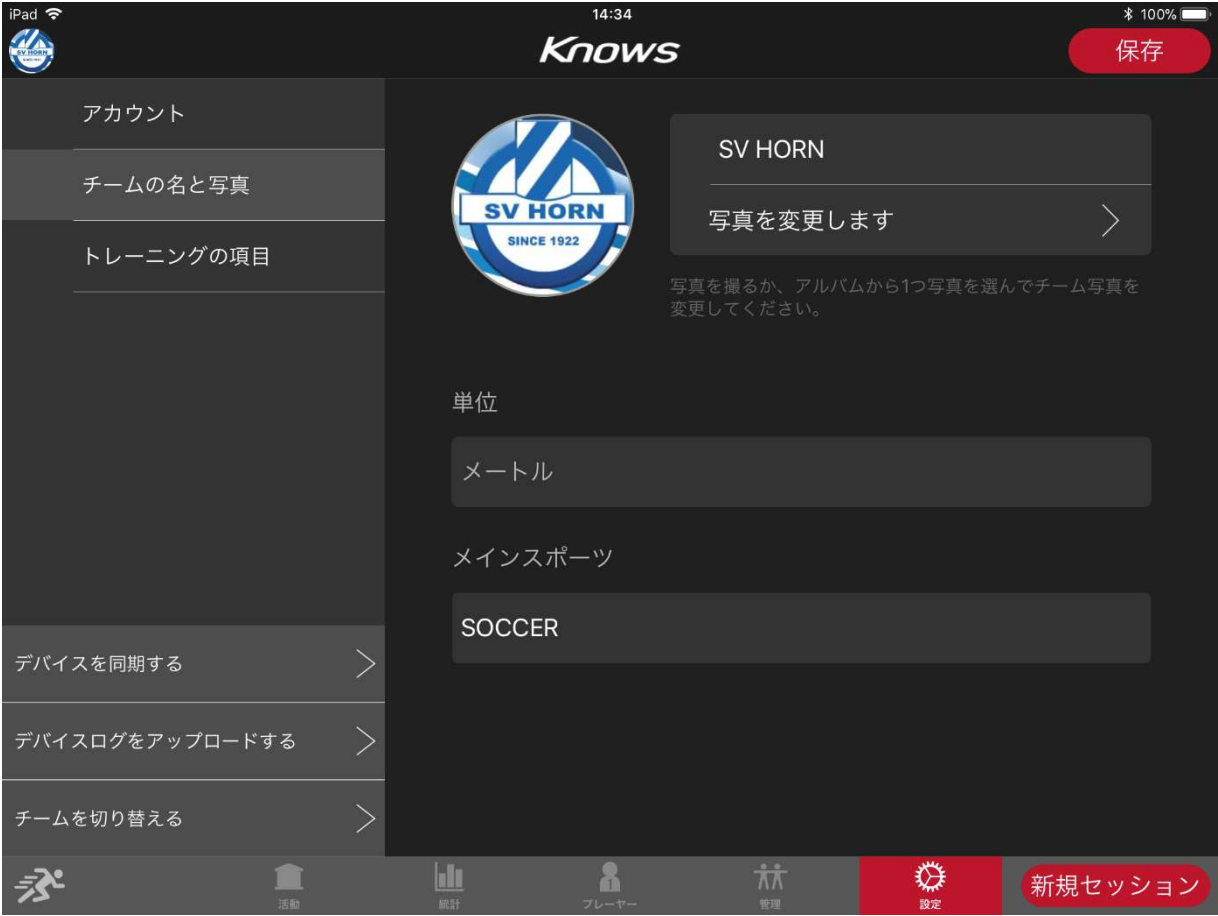 iPad 14:34 100%
SV HORN
SINCE 1922
Knows
保存
アカウント
チームの名と写真
トレーニングの項目
デバイスを同期する
デバイスログをアップロードする
チームを切り替える
SV HORN
SINCE 1922
SV HORN
写真を変更します
写真を撮るか、アルバムから1つ写真を選んでチーム写真を
変更してください。
単位
メートル
メインスポーツ
SOCCER
活動
統計
1
プレーヤー
管理
設定
新規セッション